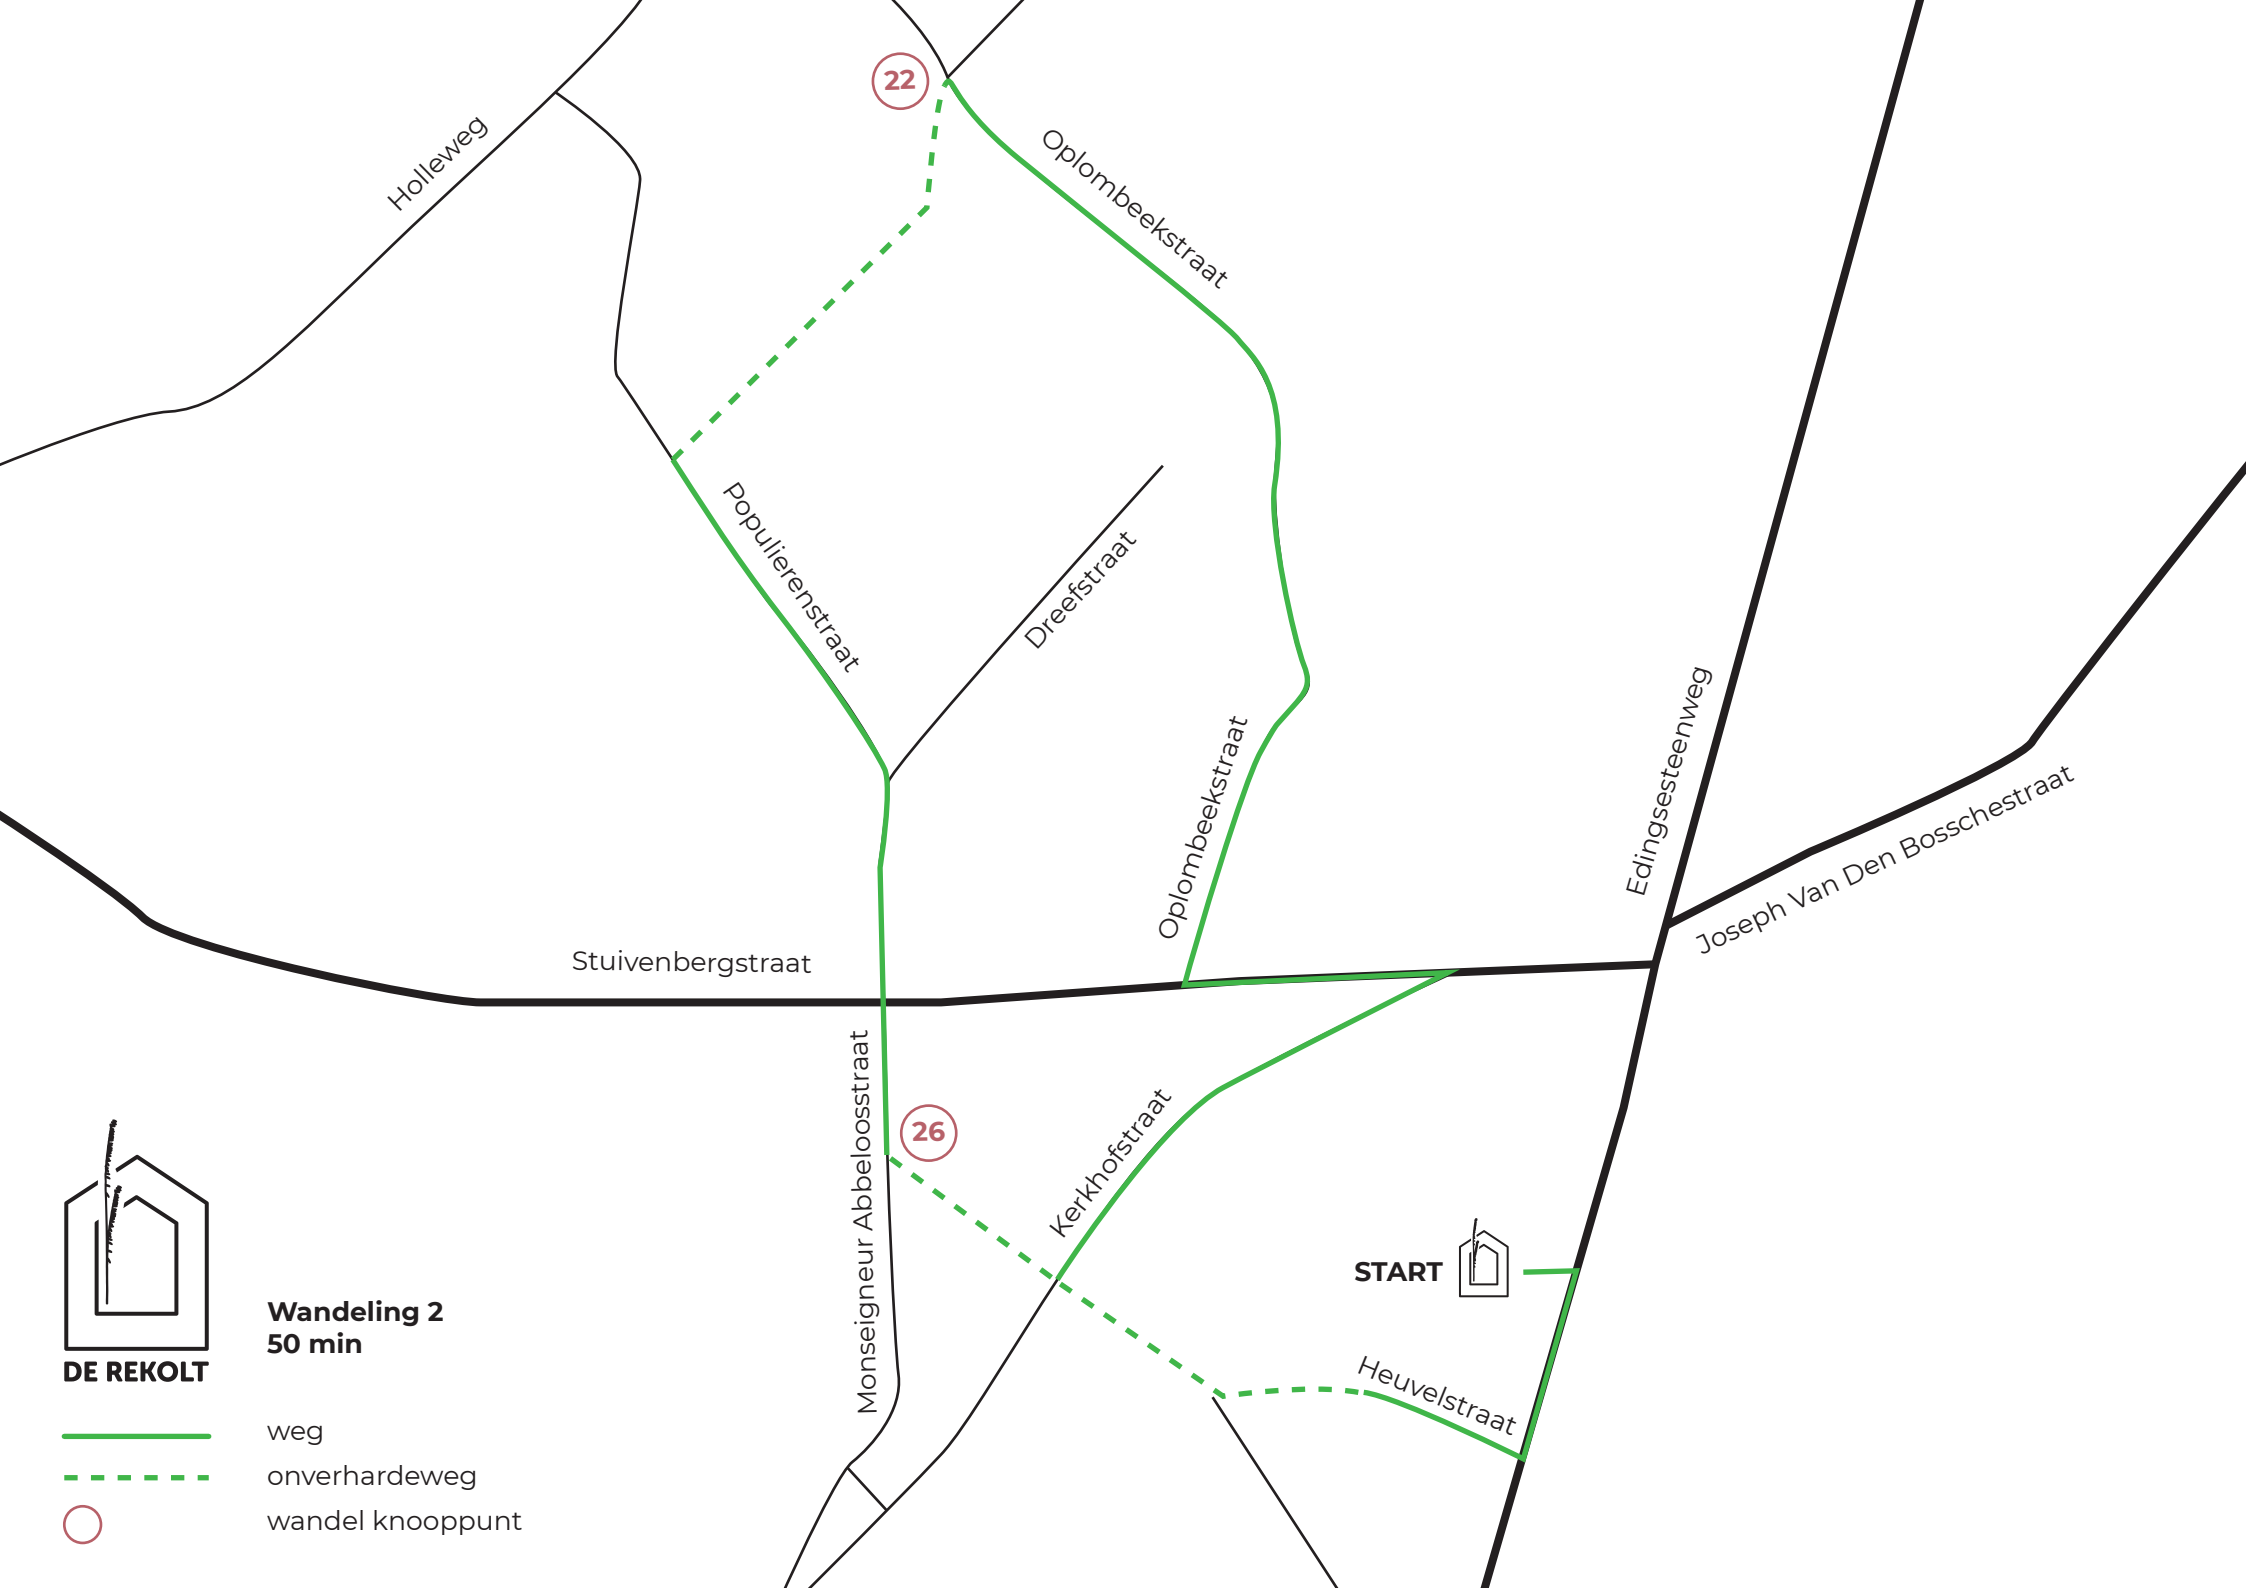 22
Holleweg
Oplombeekstraat
Populierenstraat
Dreefstraat
Oplombeekstraat
Edingsesteenweg
Joseph Van Den Bosschestraat
Stuivenbergstraat
Monseigneur Abbeloosstraat
26
Kerkhofstraat
START
Heuvelstraat
DE REKOLT
Wandeling 2
50 min
weg
onverhardeweg
wandel knooppunt